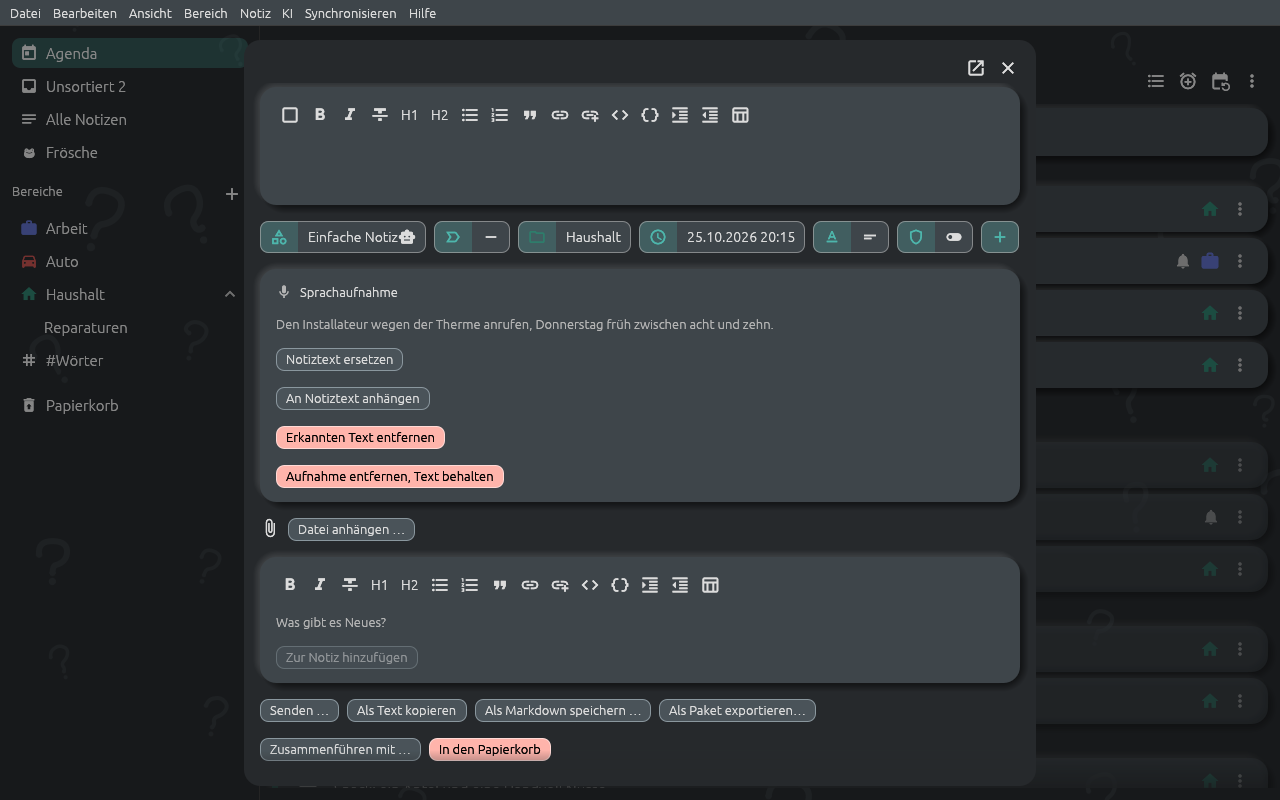 Datei Bearbeiten Ansicht Bereich Notiz KI Synchronisieren Hilfe
Agenda
Unsortiert 2
Alle Notizen
Frösche
Bereiche
Arbeit
Auto
Haushalt
Reparaturen
#Wörter
Papierkorb
H1 H2
Einfache Notiz
Haushalt
25.10.2026 20:15
Sprachaufnahme
Den Installateur wegen der Therme anrufen, Donnerstag früh zwischen acht und zehn.
Notiztext ersetzen
An Notiztext anhängen
Erkannten Text entfernen
Aufnahme entfernen, Text behalten
Datei anhängen …
H1 H2
Was gibt es Neues?
Zur Notiz hinzufügen
Senden … Als Text kopieren Als Markdown speichern … Als Paket exportieren…
Zusammenführen mit … In den Papierkorb